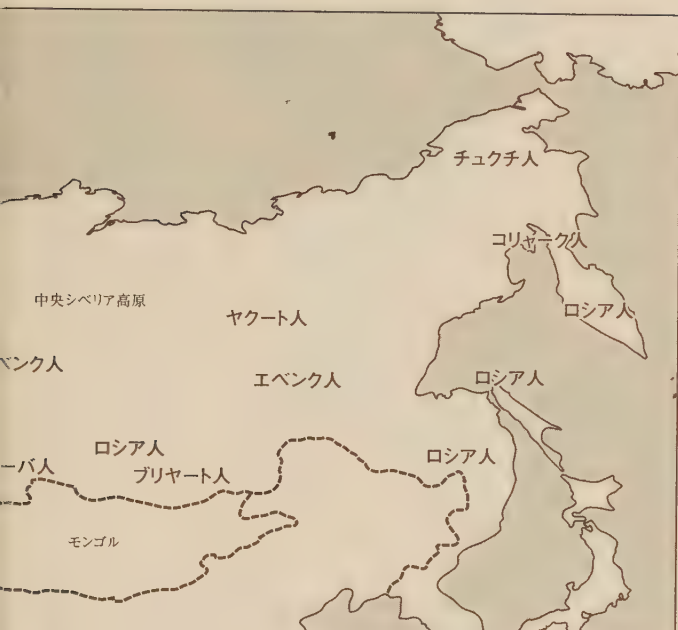 チュクチ人
コリャーク人
中央シベリア高原
ヤクート人
ロシア人
ベンク人
エベンク人
ロシア人
ロシア人
ブリヤート人
ロシア人
ーバ人
モンゴル